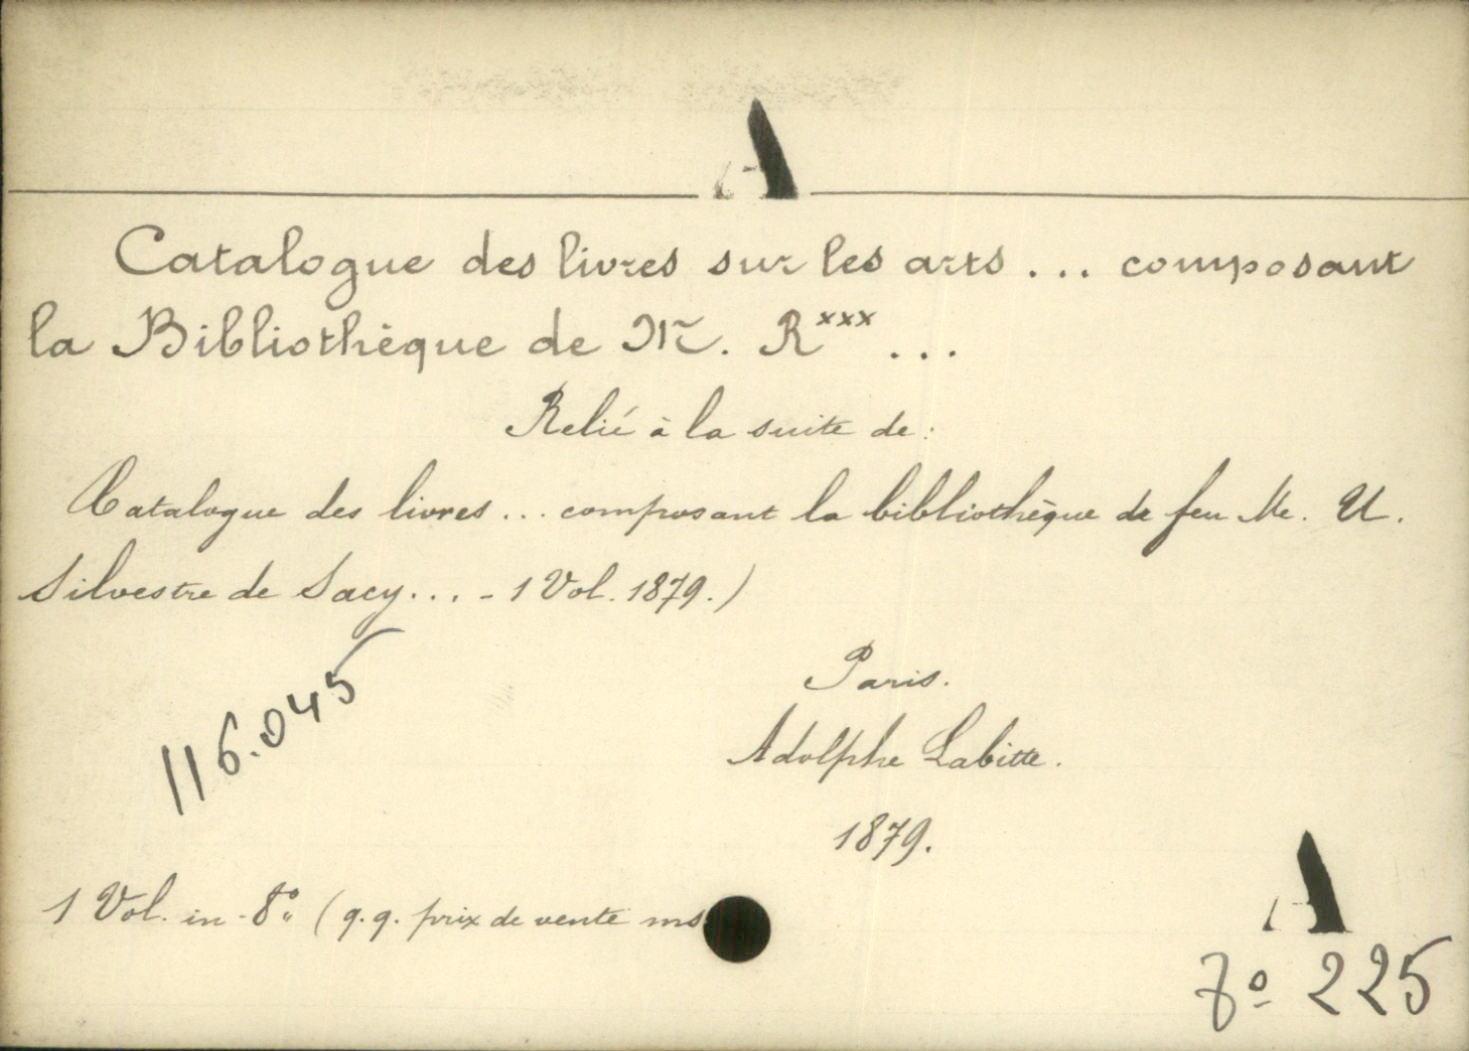 A
Catalogue des livres sur les arts ... composant
la Bibliothèque de M. R*** ...
Relié à la suite de :
Catalogue des livres ... composant la bibliothèque de feu Me. U.
Silvestre de Sacy ... - 1 Vol. 1879.)
Paris.
116.045
Adolphe Labitte.
1879.
1 Vol. in-8° (q.q. prix de vente ms
A
8° 225